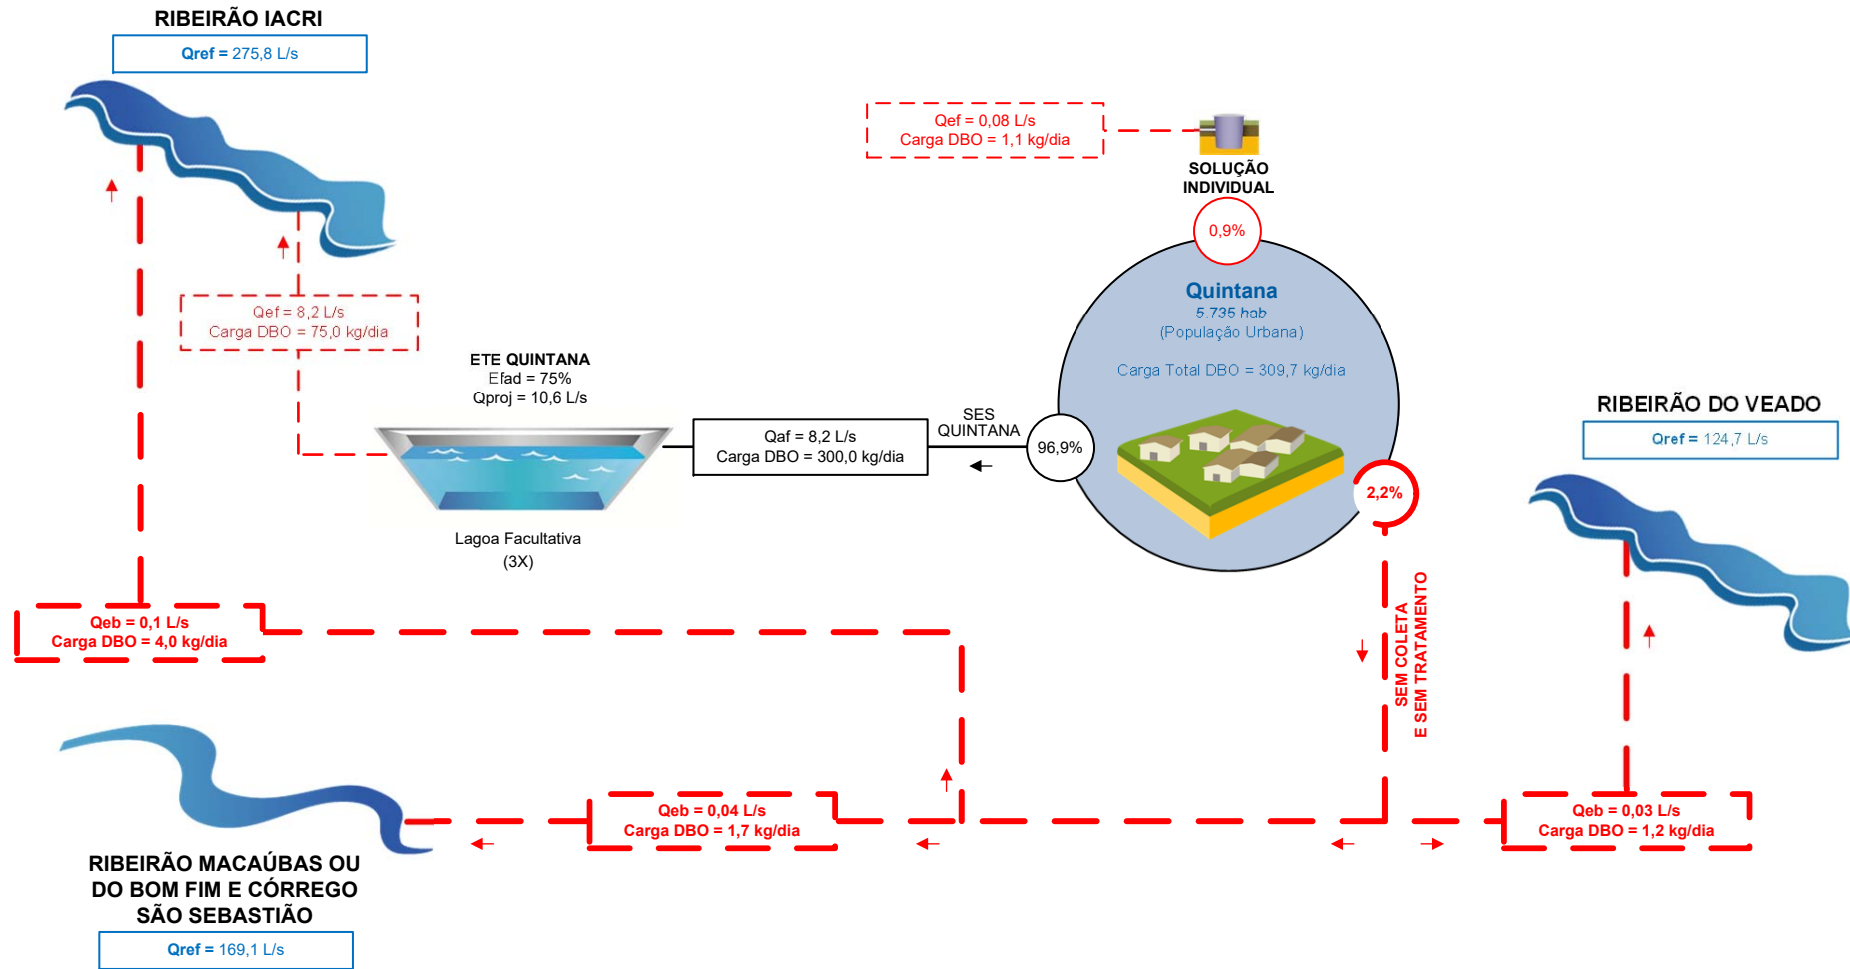 RIBEIRÃO IACRI
Qref = 275,8 L/s
Qef = 0,08 L/s
Carga DBO = 1,1 kg/dia
SOLUÇÃO
INDIVIDUAL
0,9%
Quintana
5.735 hab
(População Urbana)
Carga Total DBO = 309,7 kg/dia
Qef = 8,2 L/s
Carga DBO = 75,0 kg/dia
ETE QUINTANA
Efad = 75%
Qproj = 10,6 L/s
Lagoa Facultativa
(3X)
Qaf = 8,2 L/s
Carga DBO = 300,0 kg/dia
SES
QUINTANA
96,9%
2,2%
RIBEIRÃO DO VEADO
Qref = 124,7 L/s
SEM COLETA
E SEM TRATAMENTO
Qeb = 0,1 L/s
Carga DBO = 4,0 kg/dia
Qeb = 0,04 L/s
Carga DBO = 1,7 kg/dia
Qeb = 0,03 L/s
Carga DBO = 1,2 kg/dia
RIBEIRÃO MACAÚBAS OU
DO BOM FIM E CÓRREGO
SÃO SEBASTIÃO
Qref = 169,1 L/s